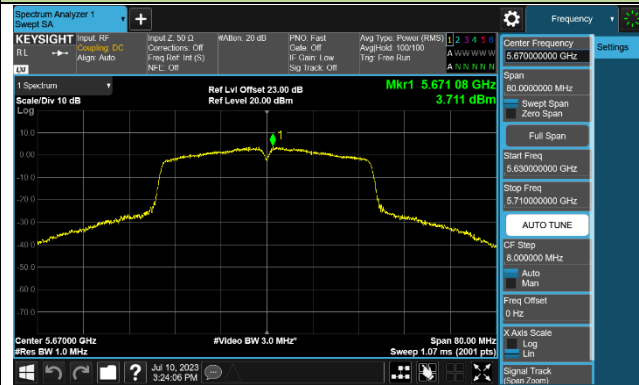 Spectrum Analyzer 1
Swept SA
Frequency
KEYSIGHT
RL
Input: RF
Coupling: DC
Align: Auto
Input Z: 50 Ω
Corrections: Off
Freq Ref: Int (S)
NFE: Off
#Atten: 20 dB
PNO: Fast
Gate: Off
IF Gain: Low
Sig Track: Off
Avg Type: Power (RMS)
Avg|Hold: 100/100
Trig: Free Run
1 2 3 4 5 6
A W W W W W
A N N N N N
1 Spectrum
Scale/Div 10 dB
Log
Ref Lvl Offset 23.00 dB
Ref Level 20.00 dBm
Mkr1 5.671 08 GHz
3.711 dBm
10.0
0.00
-10.0
-20.0
-30.0
-40.0
-50.0
-60.0
-70.0
1
Center 5.67000 GHz
#Res BW 1.0 MHz
#Video BW 3.0 MHz*
Span 80.00 MHz
Sweep 1.07 ms (2001 pts)
Jul 10, 2023
3:24:06 PM
Center Frequency
5.670000000 GHz
Settings
Span
80.0000000 MHz
Swept Span
Zero Span
Full Span
Start Freq
5.630000000 GHz
Stop Freq
5.710000000 GHz
AUTO TUNE
CF Step
8.000000 MHz
Auto
Man
Freq Offset
0 Hz
X Axis Scale
Log
Lin
Signal Track
(Span Zoom)